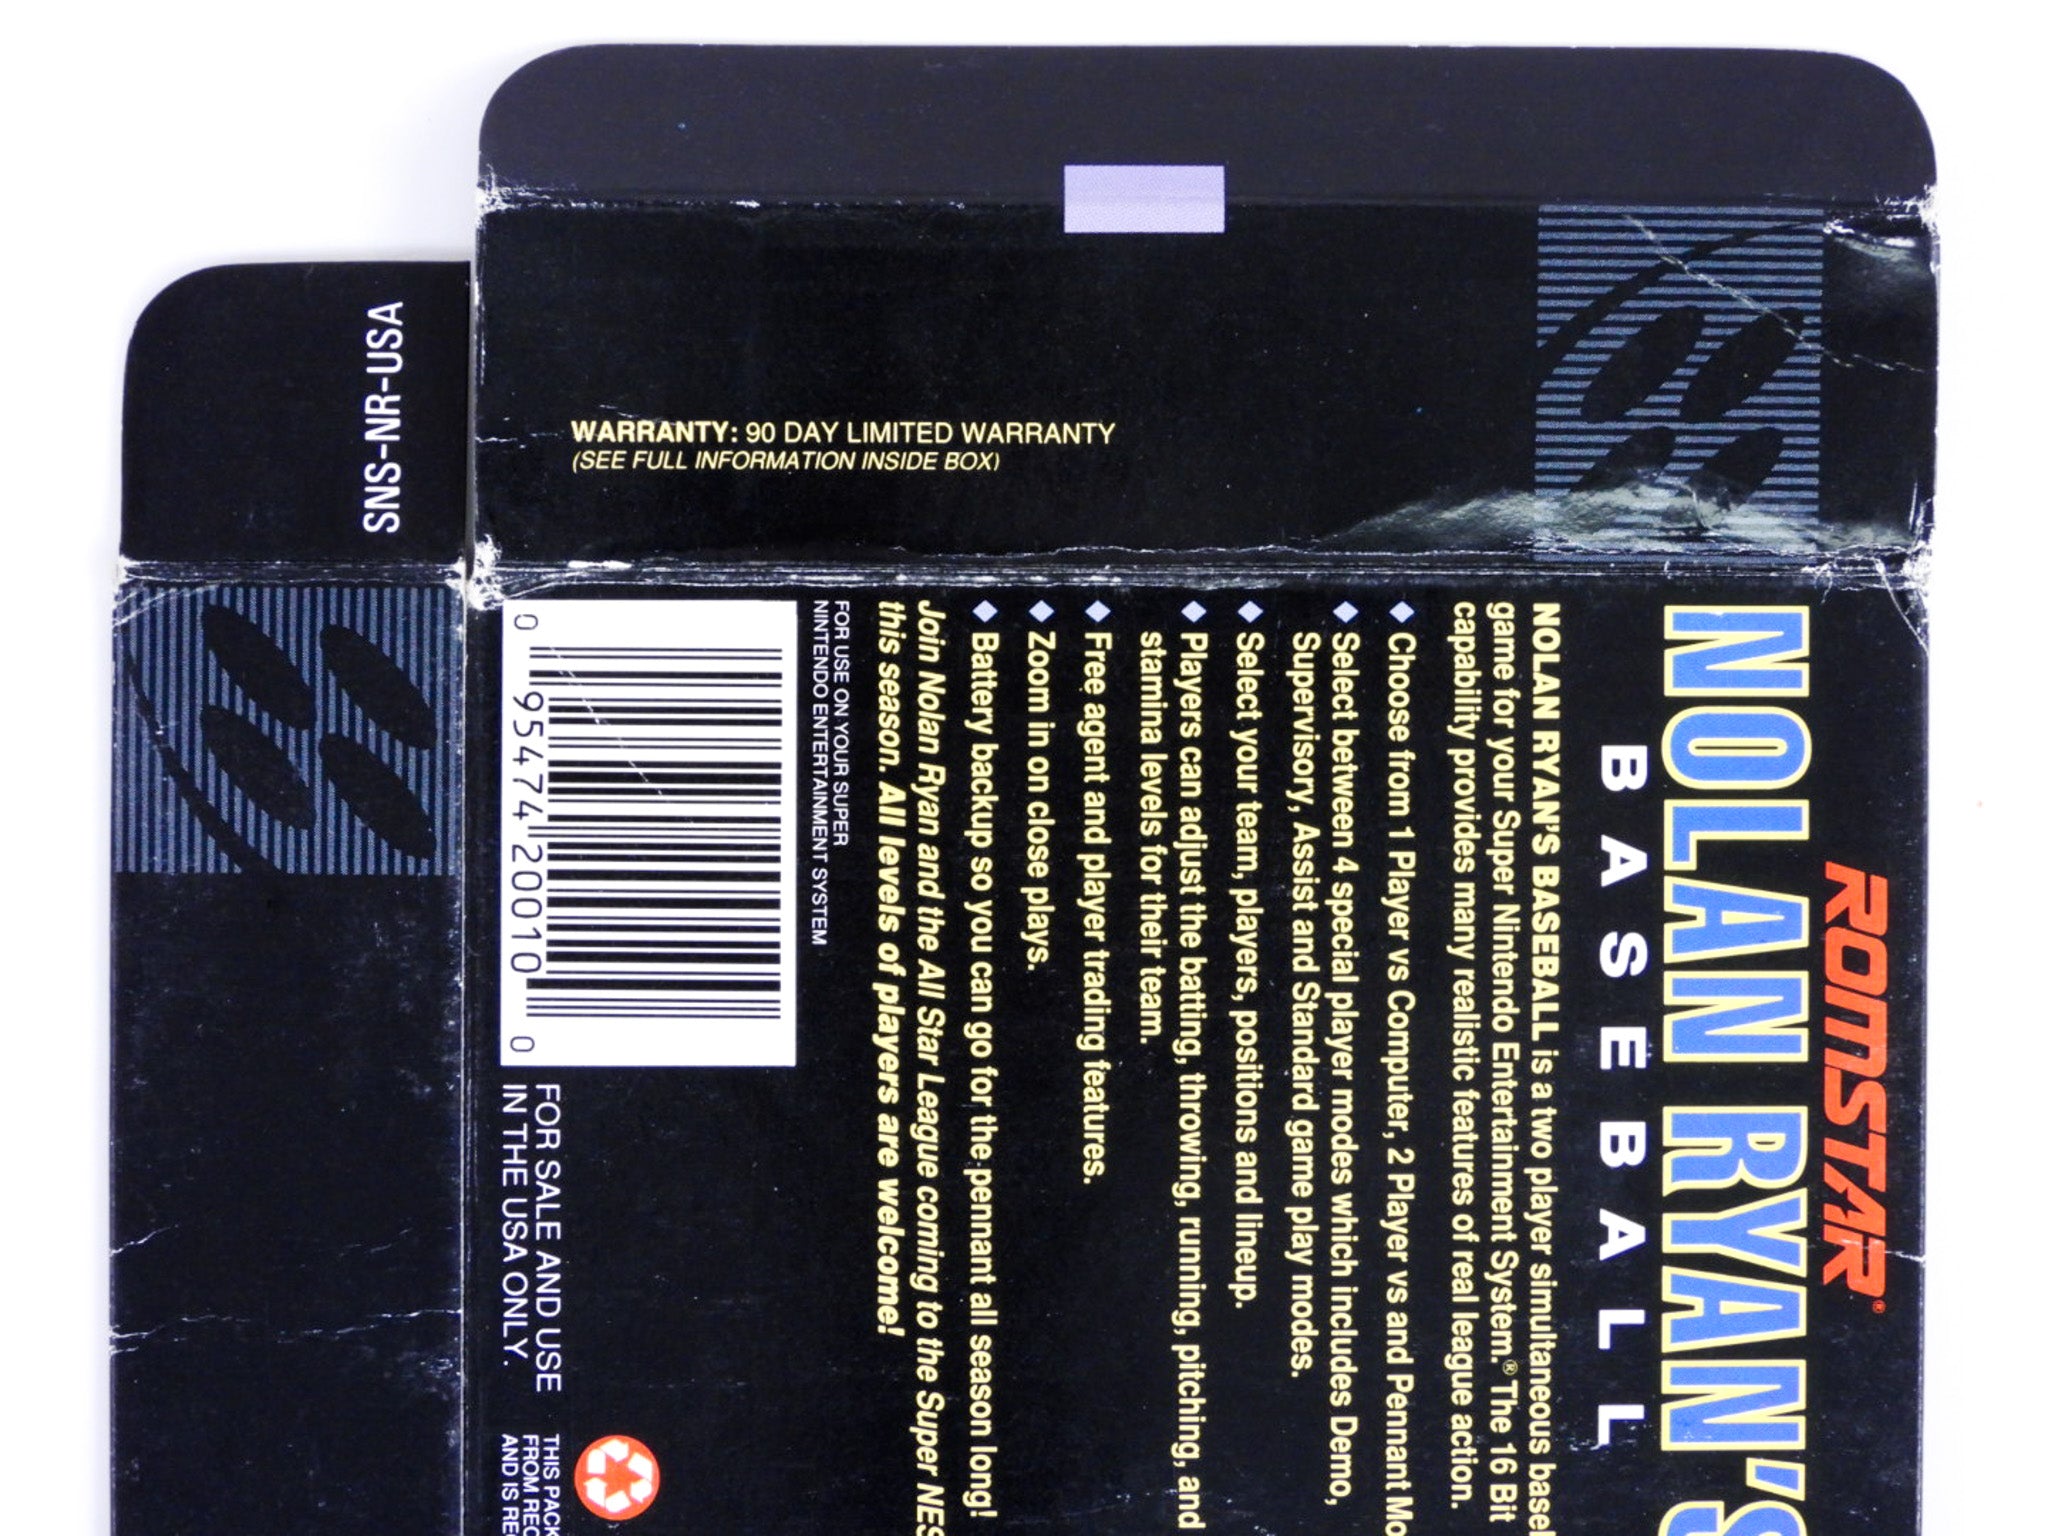 SNS-NR-USA
WARRANTY: 90 DAY LIMITED WARRANTY
(SEE FULL INFORMATION INSIDE BOX)
ROMSTAR®
NOLAN RYAN'S
BASEBALL
NOLAN RYAN'S BASEBALL is a two player simultaneous
game for your Super Nintendo Entertainment System.® The 16 Bit
capability provides many realistic features of real league action.
◆ Choose from 1 Player vs Computer, 2 Player vs and Pennant
◆ Select between 4 special player modes which includes Demo,
Supervisory, Assist and Standard game play modes.
◆ Select your team, players, positions and lineup.
◆ Players can adjust the batting, throwing, running, pitching, and
stamina levels for their team.
◆ Free agent and player trading features.
◆ Zoom in on close plays.
◆ Battery backup so you can go for the pennant all season long!
Join Nolan Ryan and the All Star League coming to the Super NES
this season. All levels of players are welcome!
FOR USE ON YOUR SUPER
NINTENDO ENTERTAINMENT SYSTEM
0 95474 20010 0
FOR SALE AND USE
IN THE USA ONLY.
THIS
FROM
AND IS